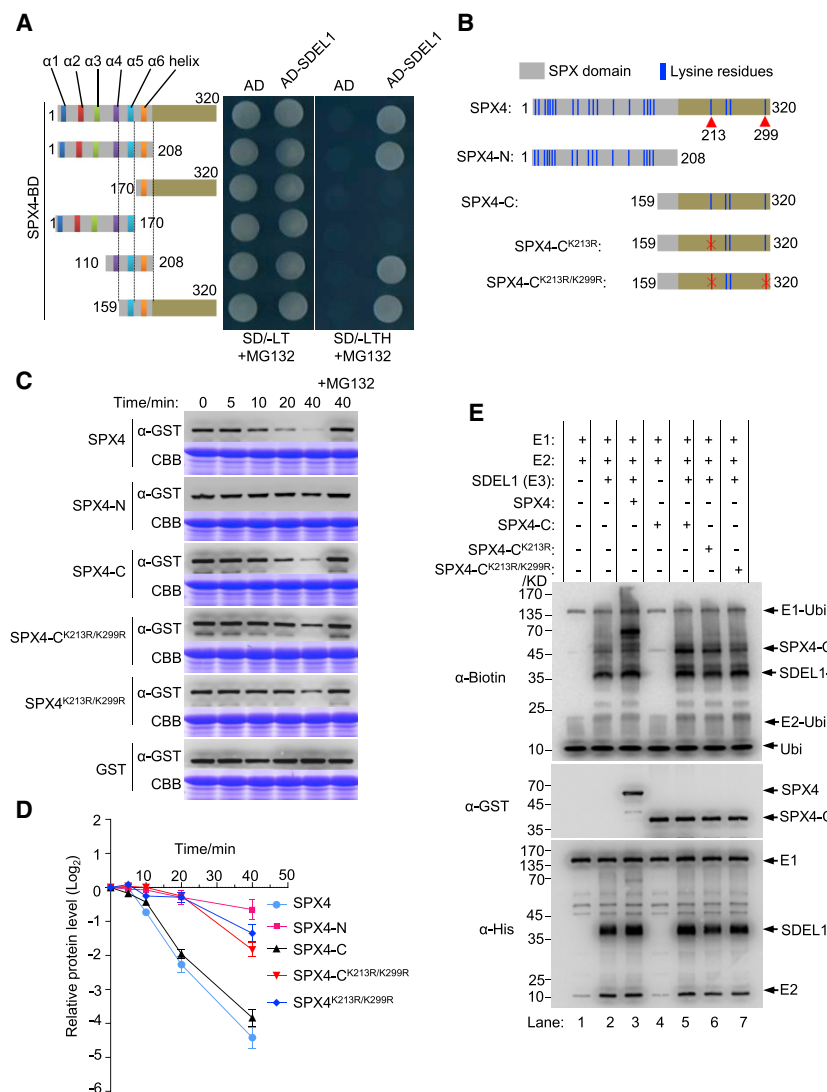 A
α1 α2 α3 α4 α5 α6 helix
AD AD-SDEL1 AD AD-SDEL1
SPX4-BD
1 320
1 208
170 320
1 170
110 208
159 320
SD/-LT +MG132
SD/-LTH +MG132
B
SPX domain Lysine residues
SPX4: 1 320
213 299
SPX4-N: 1 208
SPX4-C: 159 320
SPX4-C^K213R: 159 320
SPX4-C^K213R/K299R: 159 320
C
+MG132
Time/min: 0 5 10 20 40 40
SPX4 α-GST
CBB
SPX4-N α-GST
CBB
SPX4-C α-GST
CBB
SPX4-C^K213R/K299R α-GST
CBB
SPX4^K213R/K299R α-GST
CBB
GST α-GST
CBB
D
Relative protein level (Log₂)
Time/min
10 20 30 40 50
2
1
0
-1
-2
-3
-4
-5
-6
SPX4
SPX4-N
SPX4-C
SPX4-C^K213R/K299R
SPX4^K213R/K299R
E
E1: + + + + + + +
E2: + + + + + + +
SDEL1 (E3): - + + - + + +
SPX4: +
SPX4-C: - - - + + - -
SPX4-C^K213R: - - - - - + -
SPX4-C^K213R/K299R: - - - - - - +
/KD
α-Biotin
170
135
70
45
35
25
10
E1-Ubi
SPX4-C
SDEL1-
E2-Ubi
Ubi
α-GST
70
45
35
SPX4
SPX4-C
α-His
170
135
70
45
35
25
10
E1
SDEL1
E2
Lane: 1 2 3 4 5 6 7